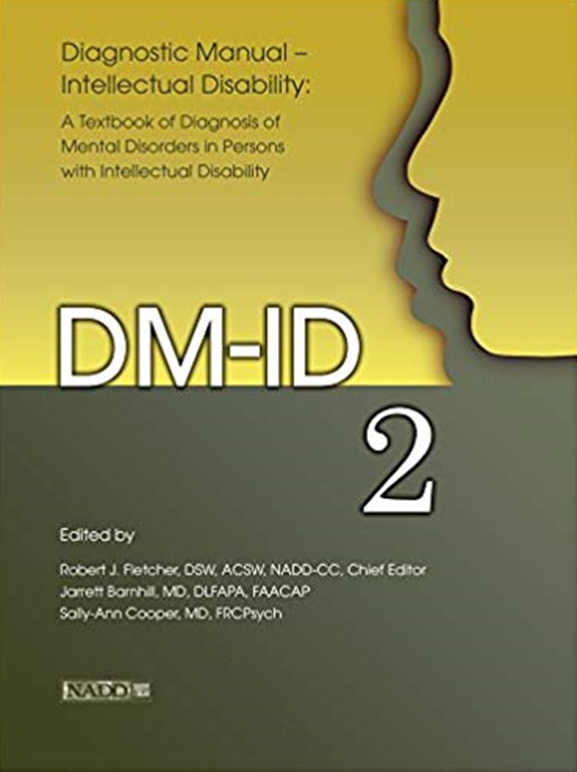 Diagnostic Manual –
Intellectual Disability:
A Textbook of Diagnosis of
Mental Disorders in Persons
with Intellectual Disability
DM-ID
2
Edited by
Robert J. Fletcher, DSW, ACSW, NADD-CC, Chief Editor
Jarrett Barnhill, MD, DLFAPA, FAACAP
Sally-Ann Cooper, MD, FRCPsych
NADD